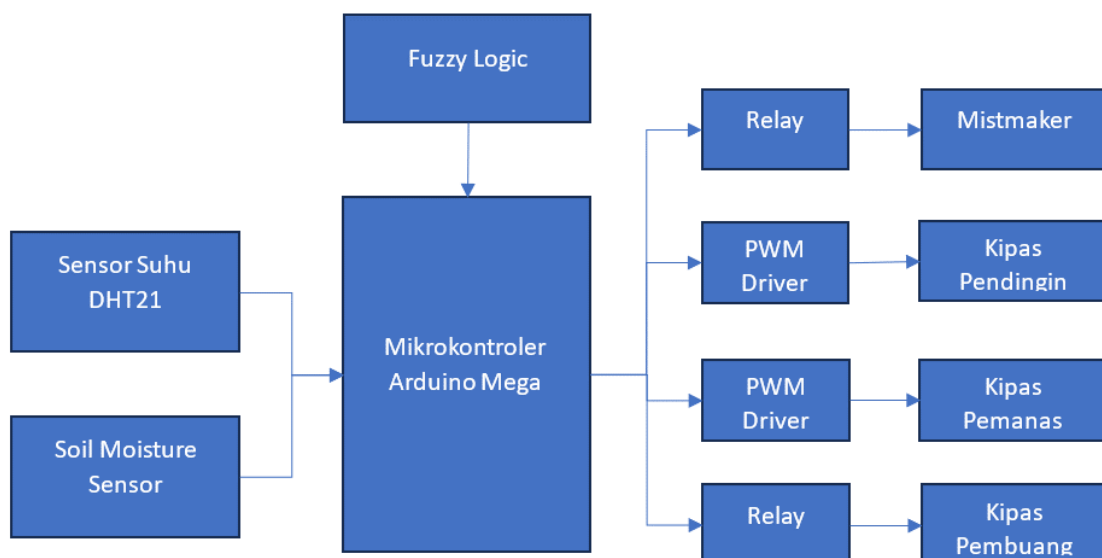 Fuzzy Logic
Relay
Mistmaker
Sensor Suhu
DHT21
PWM
Driver
Kipas
Pendingin
Mikrokontroler
Arduino Mega
PWM
Driver
Kipas
Pemanas
Soil Moisture
Sensor
Relay
Kipas
Pembuang